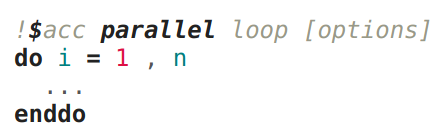 !$acc parallel loop [options]
do i = 1 , n
...
enddo